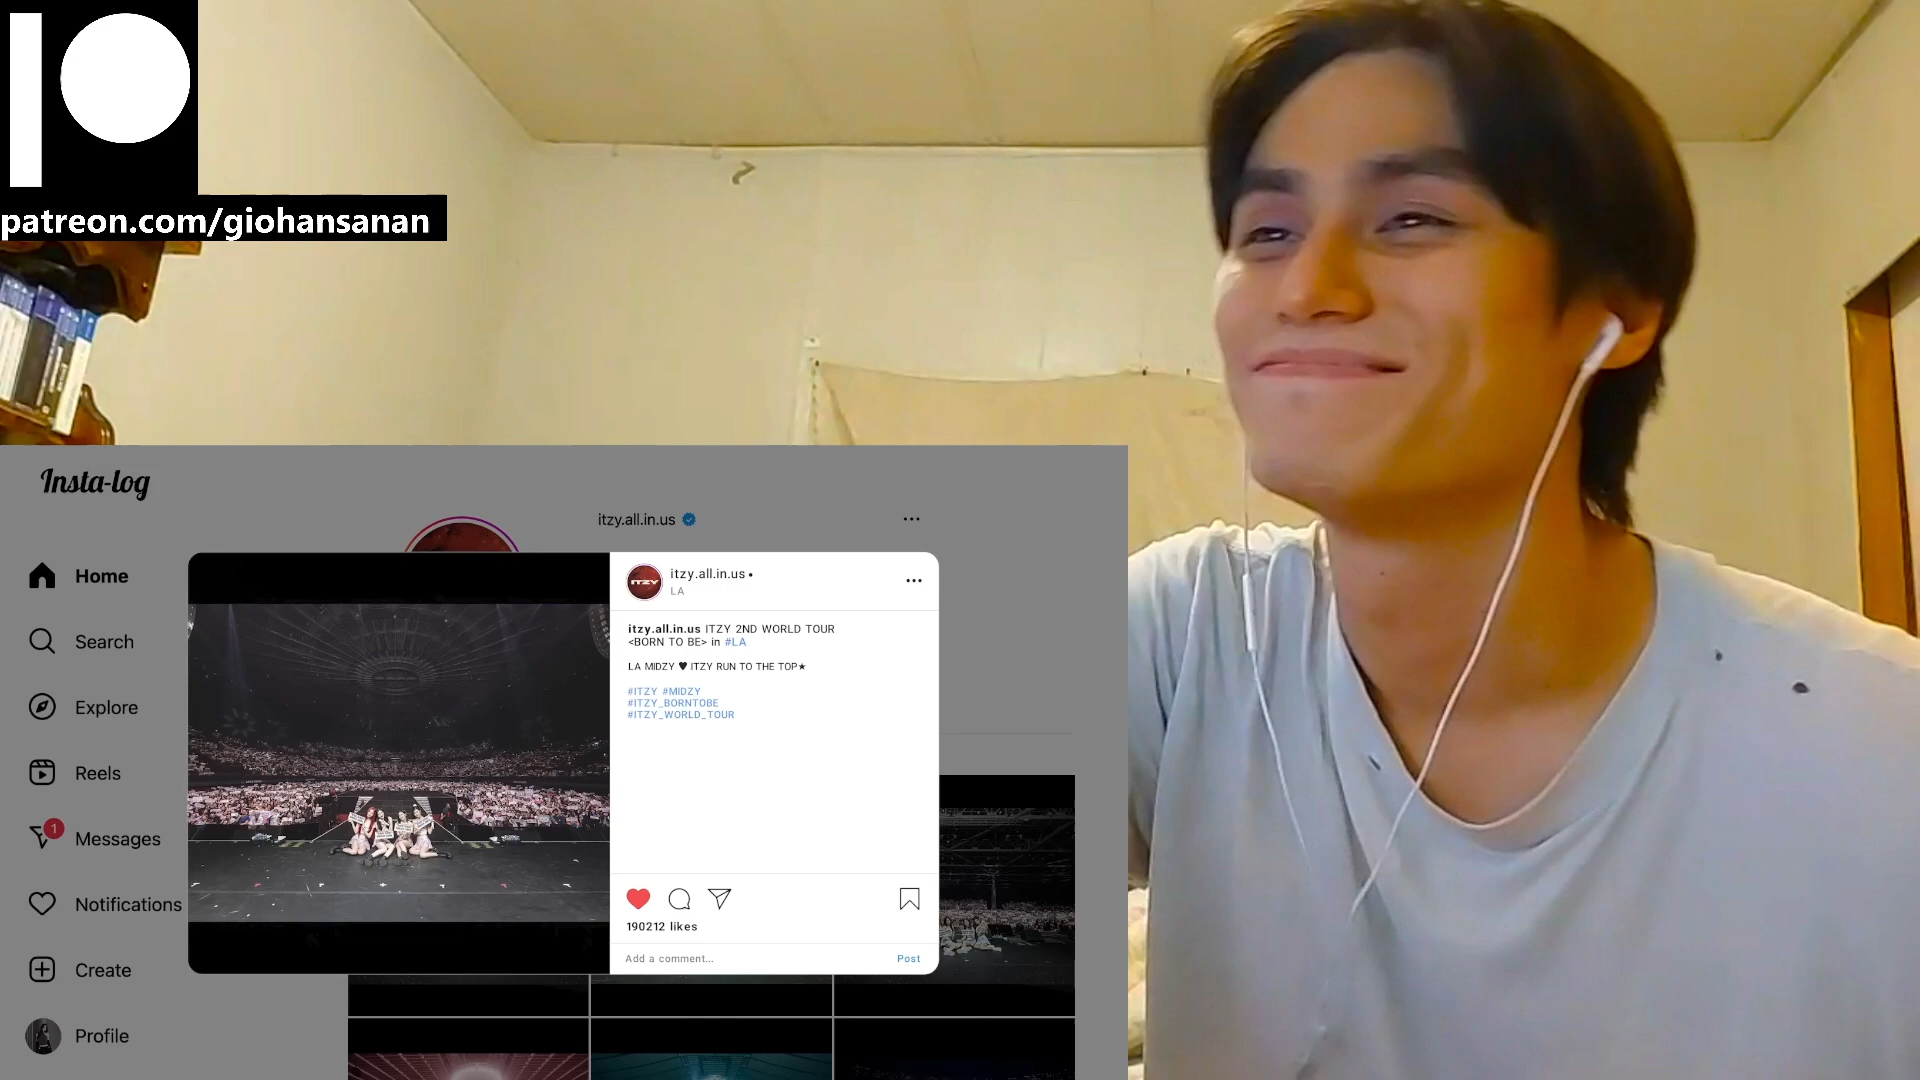 patreon.com/giohansanan
Insta-log
itzy.all.in.us
Home
Search
Explore
Reels
1
Messages
Notifications
Create
Profile
ITZY
itzy.all.in.us •
LA
itzy.all.in.us ITZY 2ND WORLD TOUR
<BORN TO BE> in #LA
LA MIDZY ♥ ITZY RUN TO THE TOP★
#ITZY #MIDZY
#ITZY_BORNTOBE
#ITZY_WORLD_TOUR
190212 likes
Add a comment...
Post